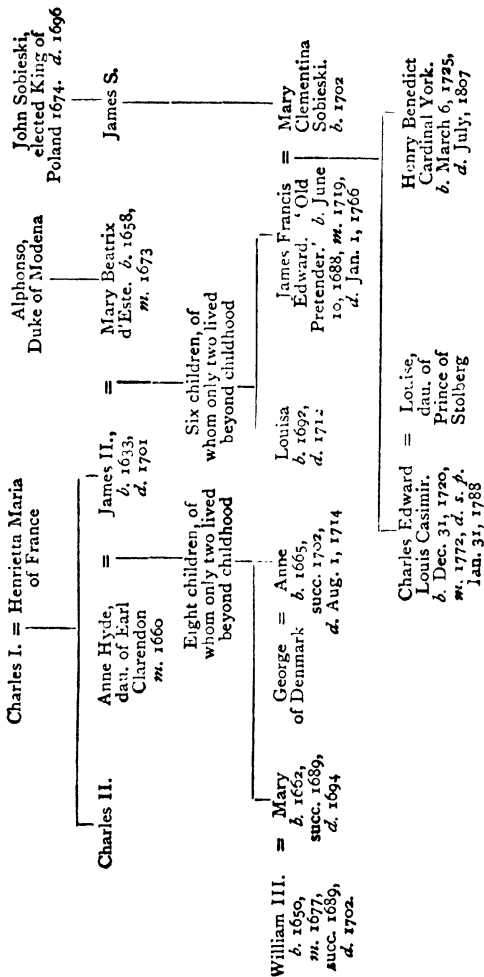 Charles I. = Henrietta Maria
of France
Alphonso,
Duke of Modena
John Sobieski,
elected King of
Poland 1674. d. 1696
Charles II.
Anne Hyde,
dau. of Earl
Clarendon
m. 1660
=
James II.,
b. 1633,
d. 1701
=
Mary Beatrix
d'Este. b. 1658,
m. 1673
James S.
Eight children, of
whom only two lived
beyond childhood
Six children, of
whom only two lived
beyond childhood
William III.
b. 1650,
m. 1677,
succ. 1689,
d. 1702.
=
Mary
b. 1662,
succ. 1689,
d. 1694
George = Anne
of Denmark b. 1665,
succ. 1702,
d. Aug. 1, 1714
Louisa
b. 1692,
d. 1712
James Francis
Edward. 'Old
Pretender.' b. June
10, 1688, m. 1719,
d. Jan. 1, 1766
=
Mary
Clementina
Sobieski.
b. 1702
Charles Edward
Louis Casimir.
b. Dec. 31, 1720,
m. 1772, d. s. p.
Jan. 31, 1788
=
Louise,
dau. of
Prince of
Stolberg
Henry Benedict
Cardinal York.
b. March 6, 1725,
d. July, 1807